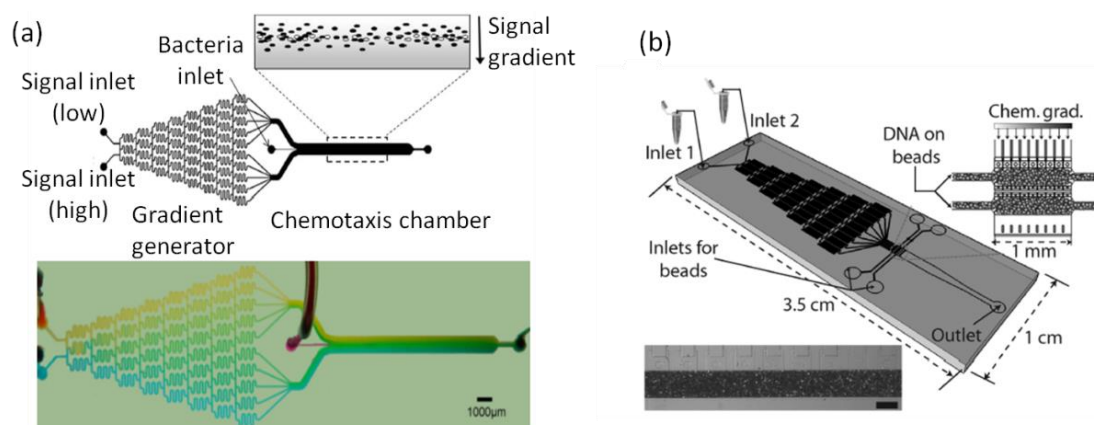 (a)
Signal
gradient
Bacteria
inlet
Signal inlet
(low)
Signal inlet
(high)
Gradient
generator
Chemotaxis chamber
1000µm
(b)
Inlet 2
Inlet 1
Chem. grad.
DNA on
beads
1 mm
Inlets for
beads
3.5 cm
Outlet
1 cm